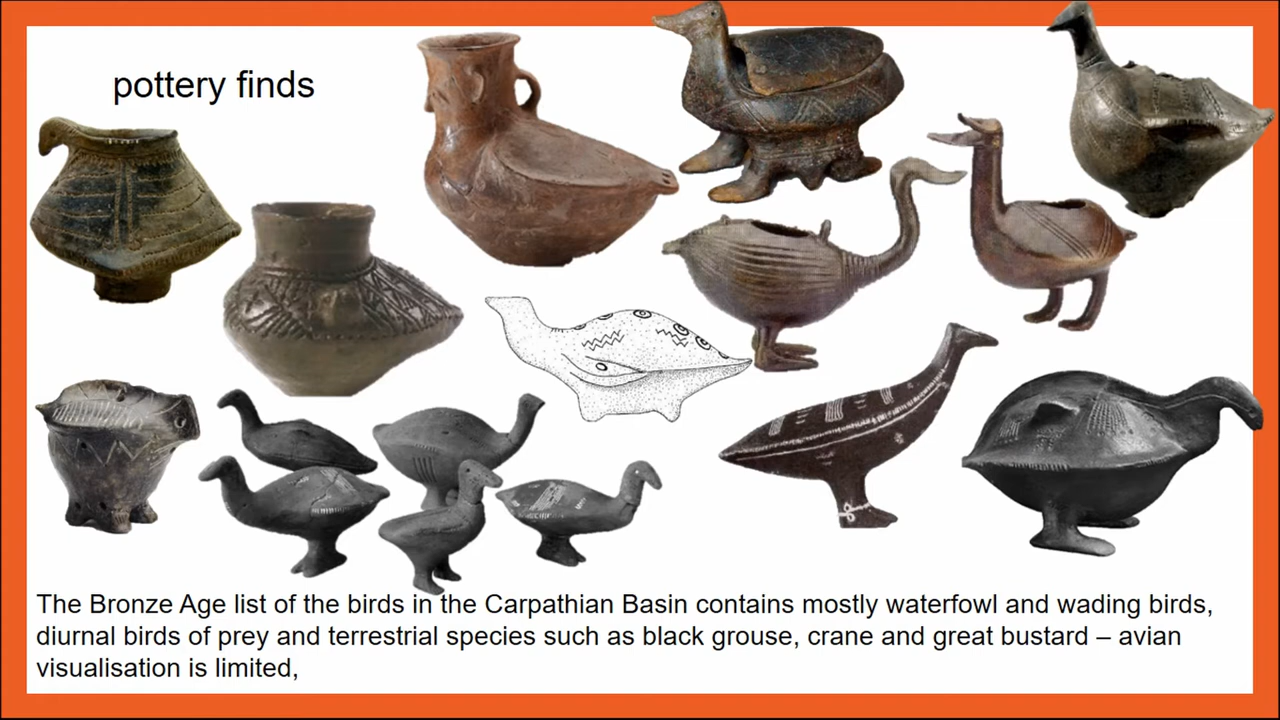 pottery finds
The Bronze Age list of the birds in the Carpathian Basin contains mostly waterfowl and wading birds,
diurnal birds of prey and terrestrial species such as black grouse, crane and great bustard – avian
visualisation is limited,